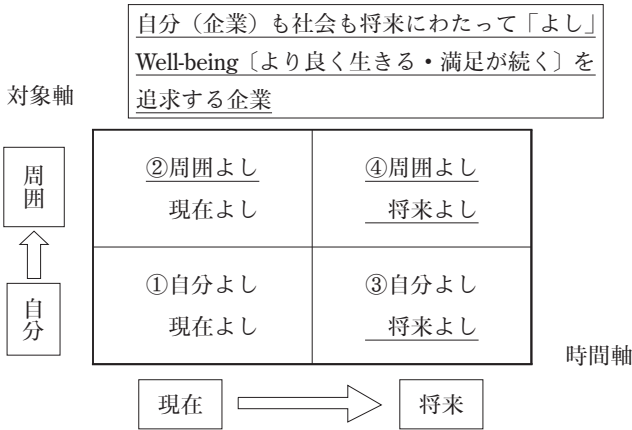 自分（企業）も社会も将来にわたって「よし」
Well-being〔より良く生きる・満足が続く〕を
追求する企業
対象軸
周囲
②周囲よし
現在よし
④周囲よし
将来よし
自分
①自分よし
現在よし
③自分よし
将来よし
時間軸
現在
将来